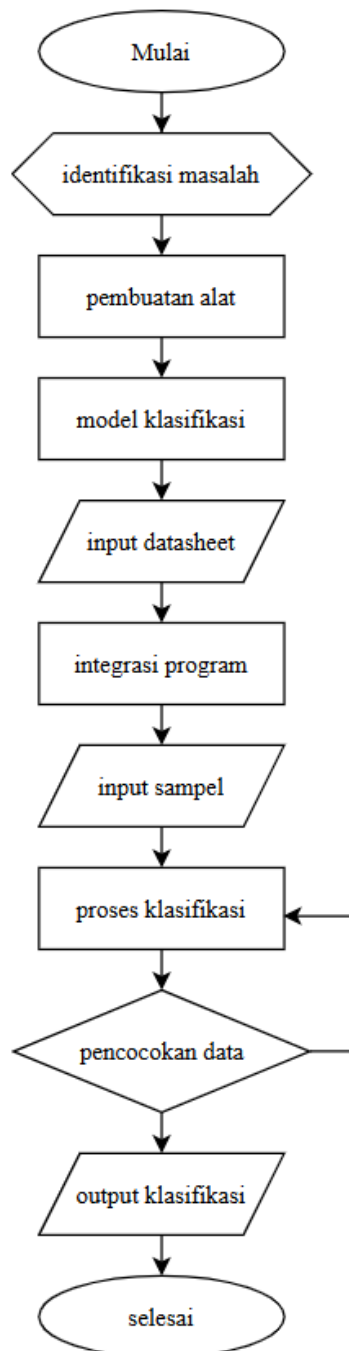 Mulai
identifikasi masalah
pembuatan alat
model klasifikasi
input datasheet
integrasi program
input sampel
proses klasifikasi
pencocokan data
output klasifikasi
selesai